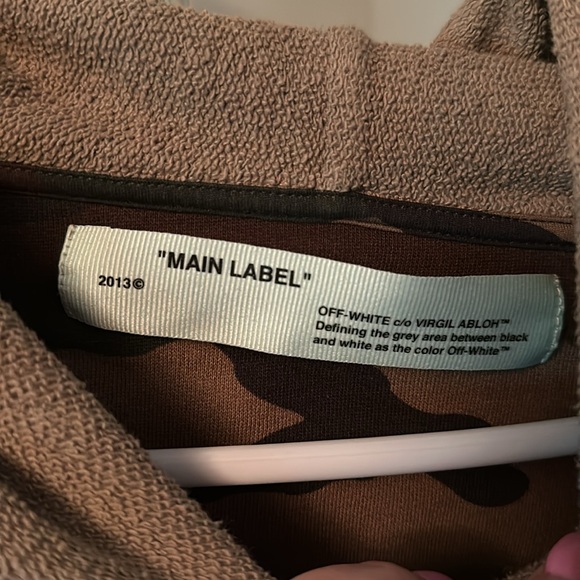 "MAIN LABEL"
2013©
OFF-WHITE c/o VIRGIL ABLOH™
Defining the grey area between black
and white as the color Off-White™